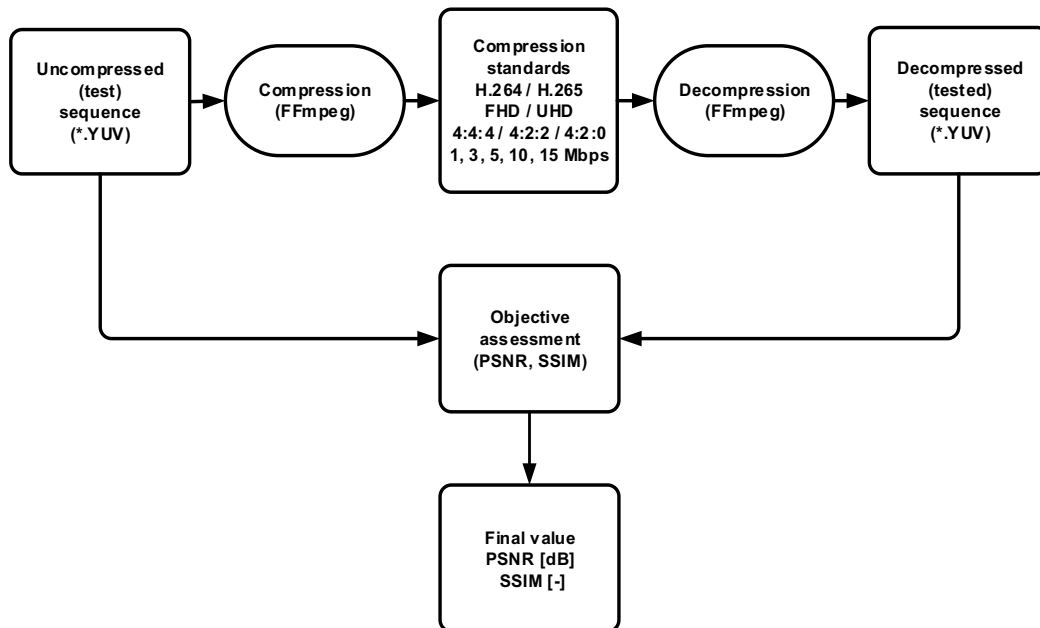 Uncompressed
(test)
sequence
(*.YUV)
Compression
(FFmpeg)
Compression
standards
H.264 / H.265
FHD / UHD
4:4:4 / 4:2:2 / 4:2:0
1, 3, 5, 10, 15 Mbps
Decompression
(FFmpeg)
Decompressed
(tested)
sequence
(*.YUV)
Objective
assessment
(PSNR, SSIM)
Final value
PSNR [dB]
SSIM [-]